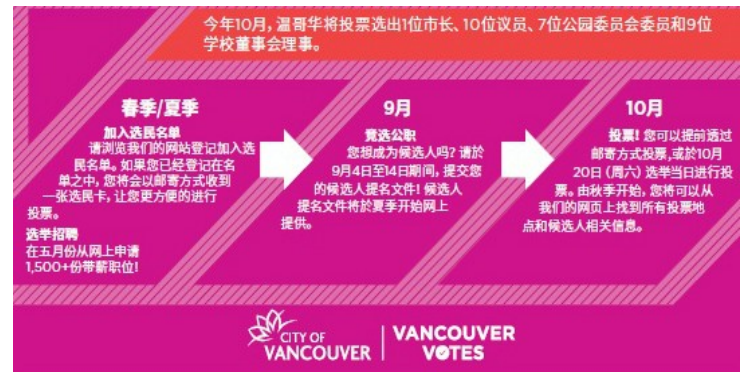 今年10月，温哥华将投票选出1位市长、10位议员、7位公园委员会委员和9位
学校董事会理事。
春季/夏季
加入选民名单
请浏览我们的网站登记加入选
民名单。如果您已经登记在名
单之中，您将会以邮寄方式收到
一张选民卡，让您更方便的进行
投票。
选举招聘
在五月份从网上申请
1,500+份带薪职位！
9月
竞选公职
您想成为候选人吗？请於
9月4日至14日期间，提交您
的候选人提名文件！候选人
提名文件将於夏季开始网上
提供。
10月
投票！您可以提前透过
邮寄方式投票，或於10月
20日（周六）选举当日进行投
票。由秋季开始，您将可以从
我们的网页上找到所有投票地
点和候选人相关信息。
CITY OF
VANCOUVER
VANCOUVER
VOTES